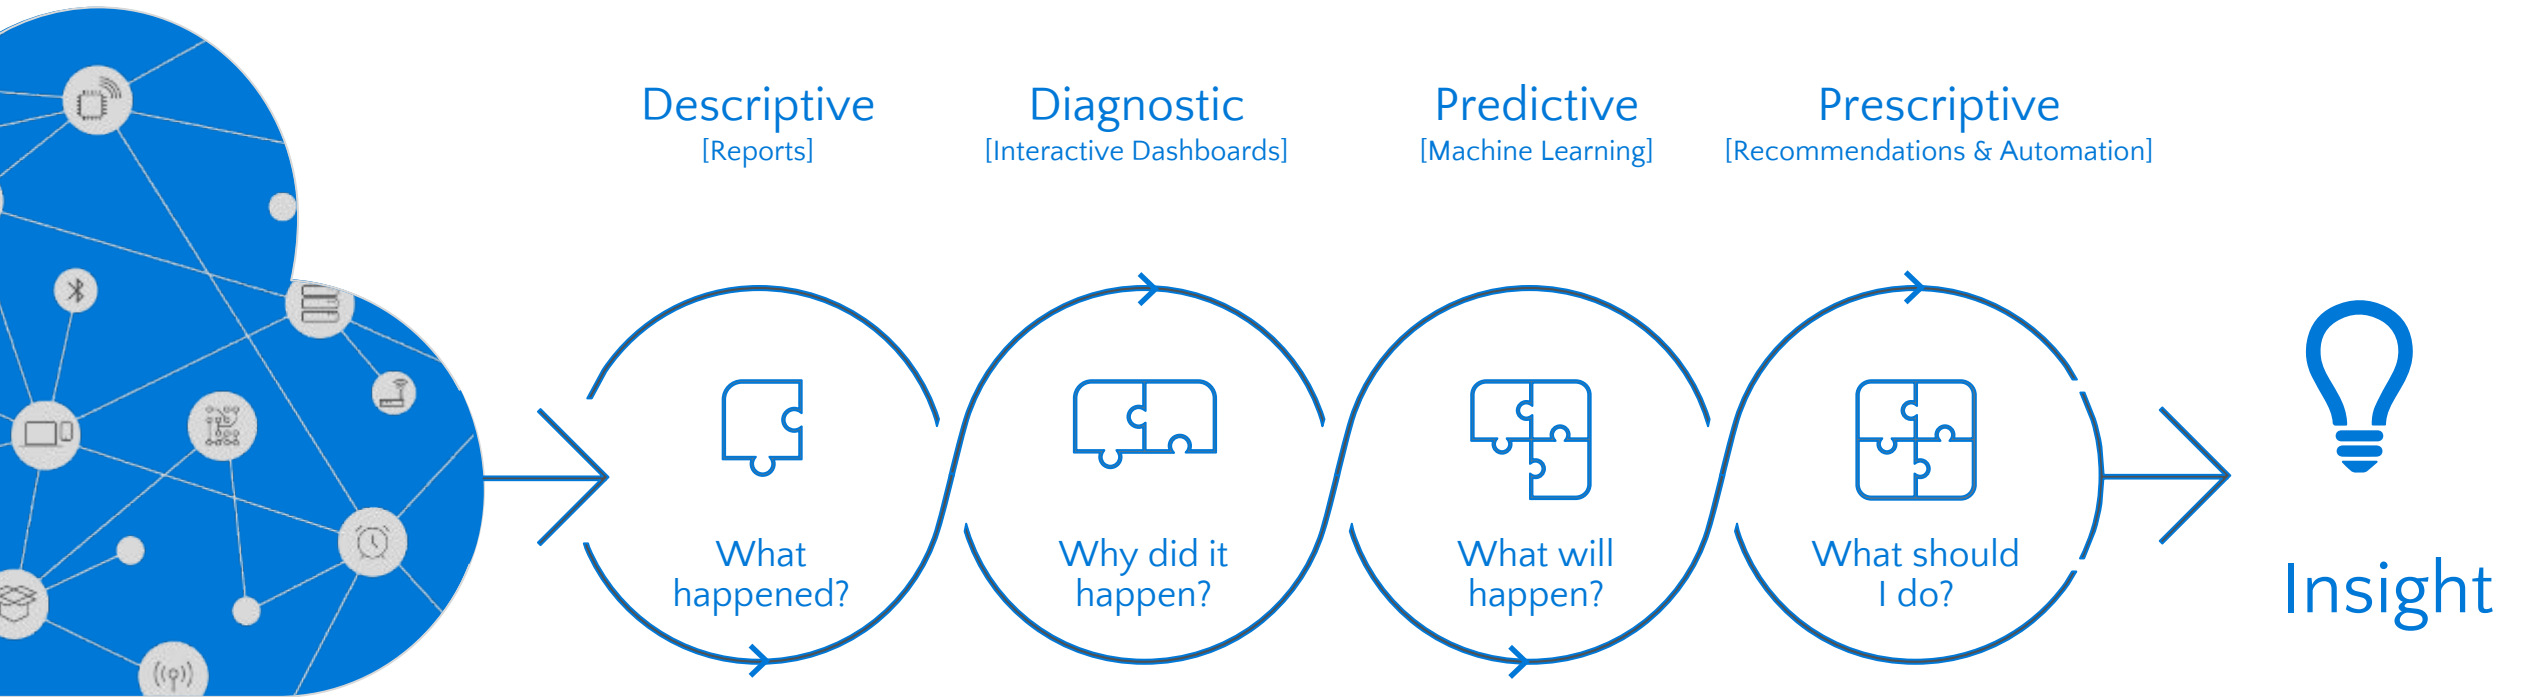 Descriptive
[Reports]
Diagnostic
[Interactive Dashboards]
Predictive
[Machine Learning]
Prescriptive
[Recommendations & Automation]
What
happened?
Why did it
happen?
What will
happen?
What should
I do?
Insight